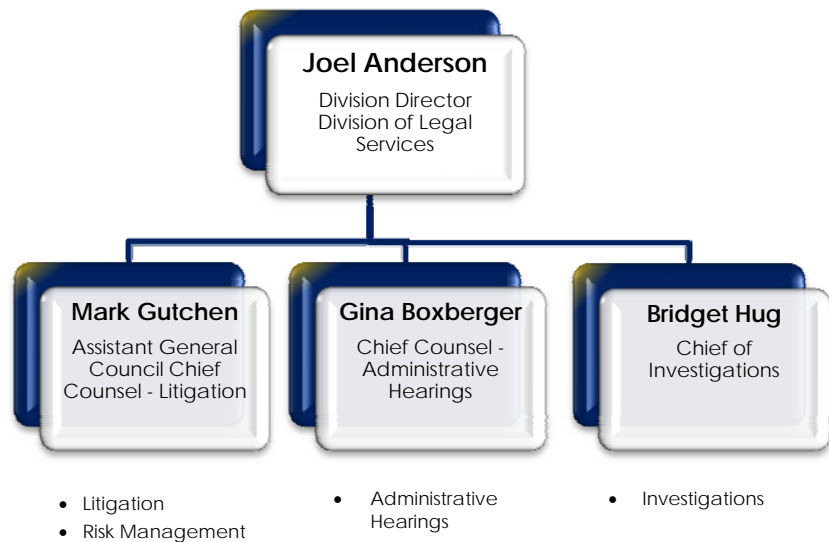 Joel Anderson
Division Director
Division of Legal
Services
Mark Gutchen
Assistant General
Council Chief
Counsel - Litigation
Gina Boxberger
Chief Counsel -
Administrative
Hearings
Bridget Hug
Chief of
Investigations
• Litigation
• Risk Management
• Administrative
Hearings
• Investigations